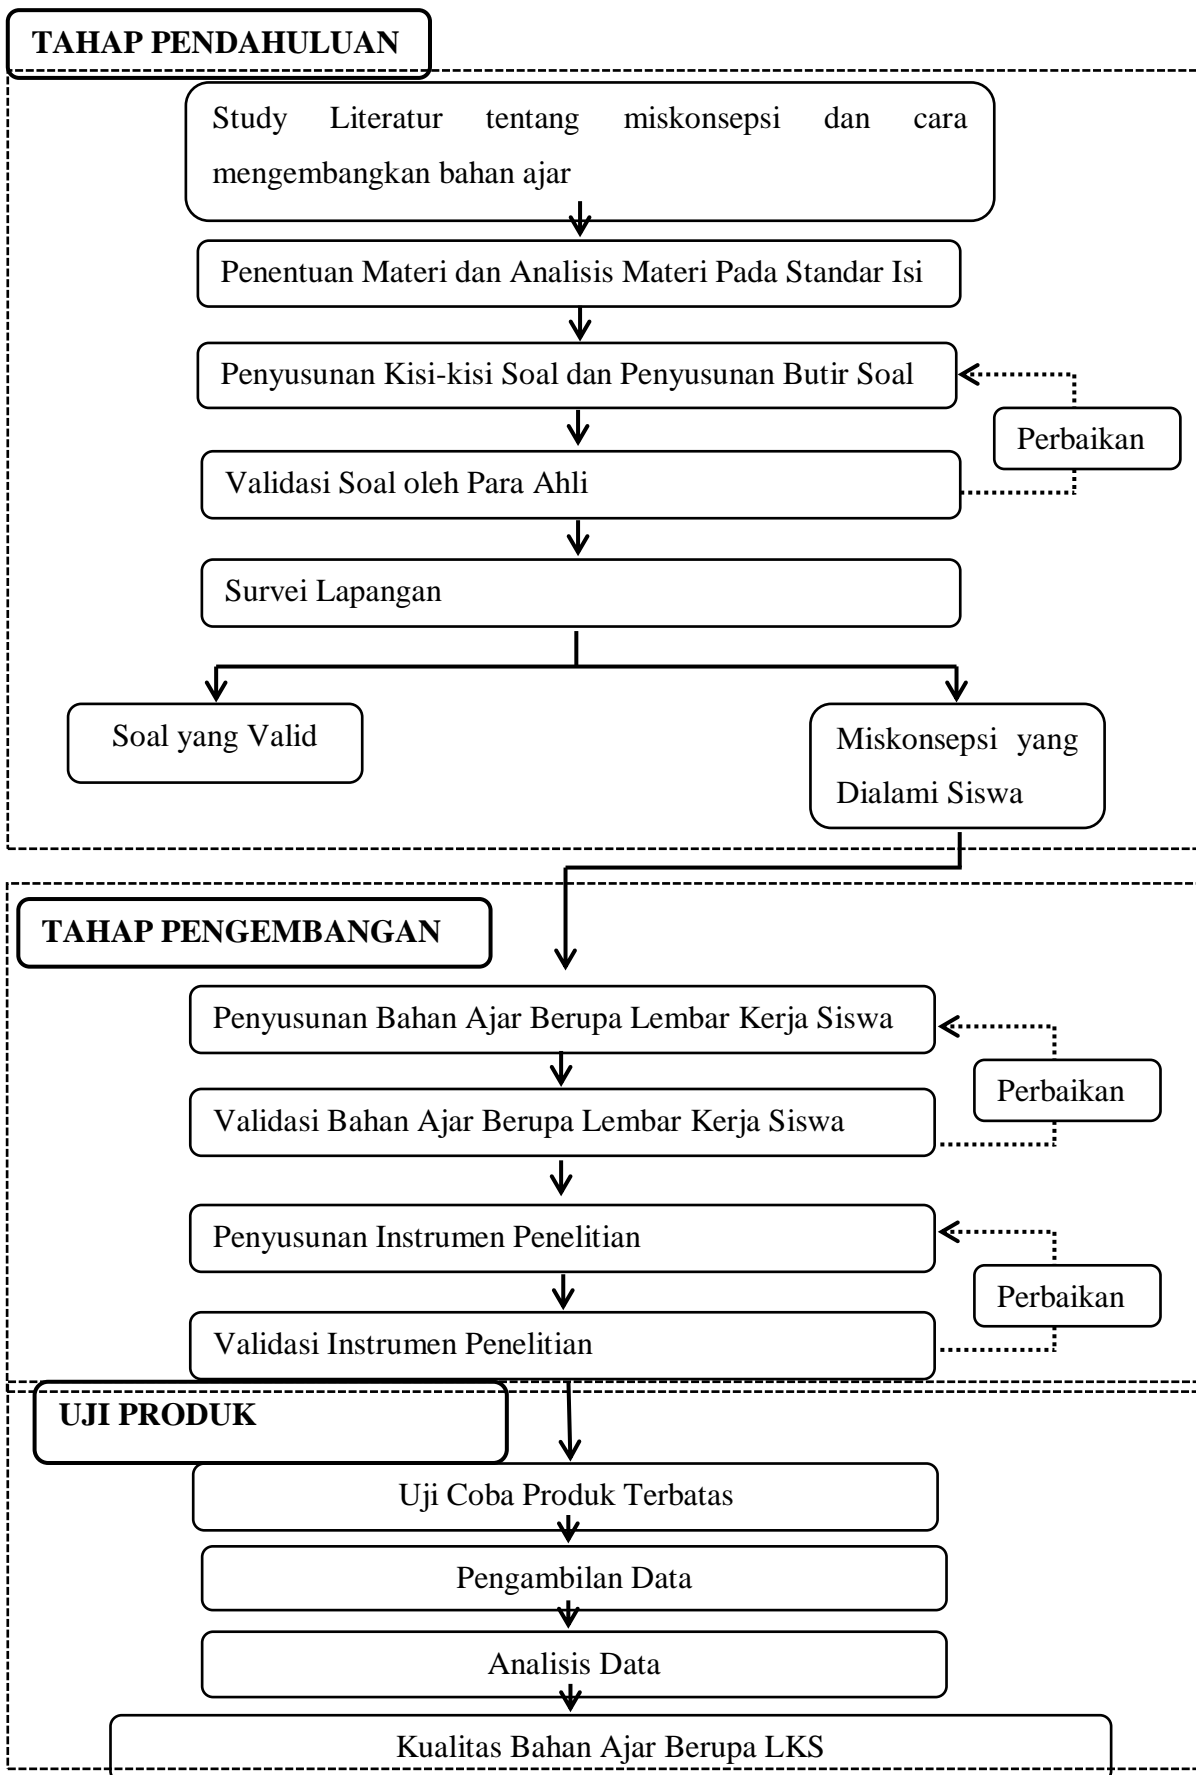 TAHAP PENDAHULUAN
Study Literatur tentang miskonsepsi dan cara
mengembangkan bahan ajar
Penentuan Materi dan Analisis Materi Pada Standar Isi
Penyusunan Kisi-kisi Soal dan Penyusunan Butir Soal
Perbaikan
Validasi Soal oleh Para Ahli
Survei Lapangan
Soal yang Valid
Miskonsepsi yang
Dialami Siswa
TAHAP PENGEMBANGAN
Penyusunan Bahan Ajar Berupa Lembar Kerja Siswa
Perbaikan
Validasi Bahan Ajar Berupa Lembar Kerja Siswa
Penyusunan Instrumen Penelitian
Perbaikan
Validasi Instrumen Penelitian
UJI PRODUK
Uji Coba Produk Terbatas
Pengambilan Data
Analisis Data
Kualitas Bahan Ajar Berupa LKS